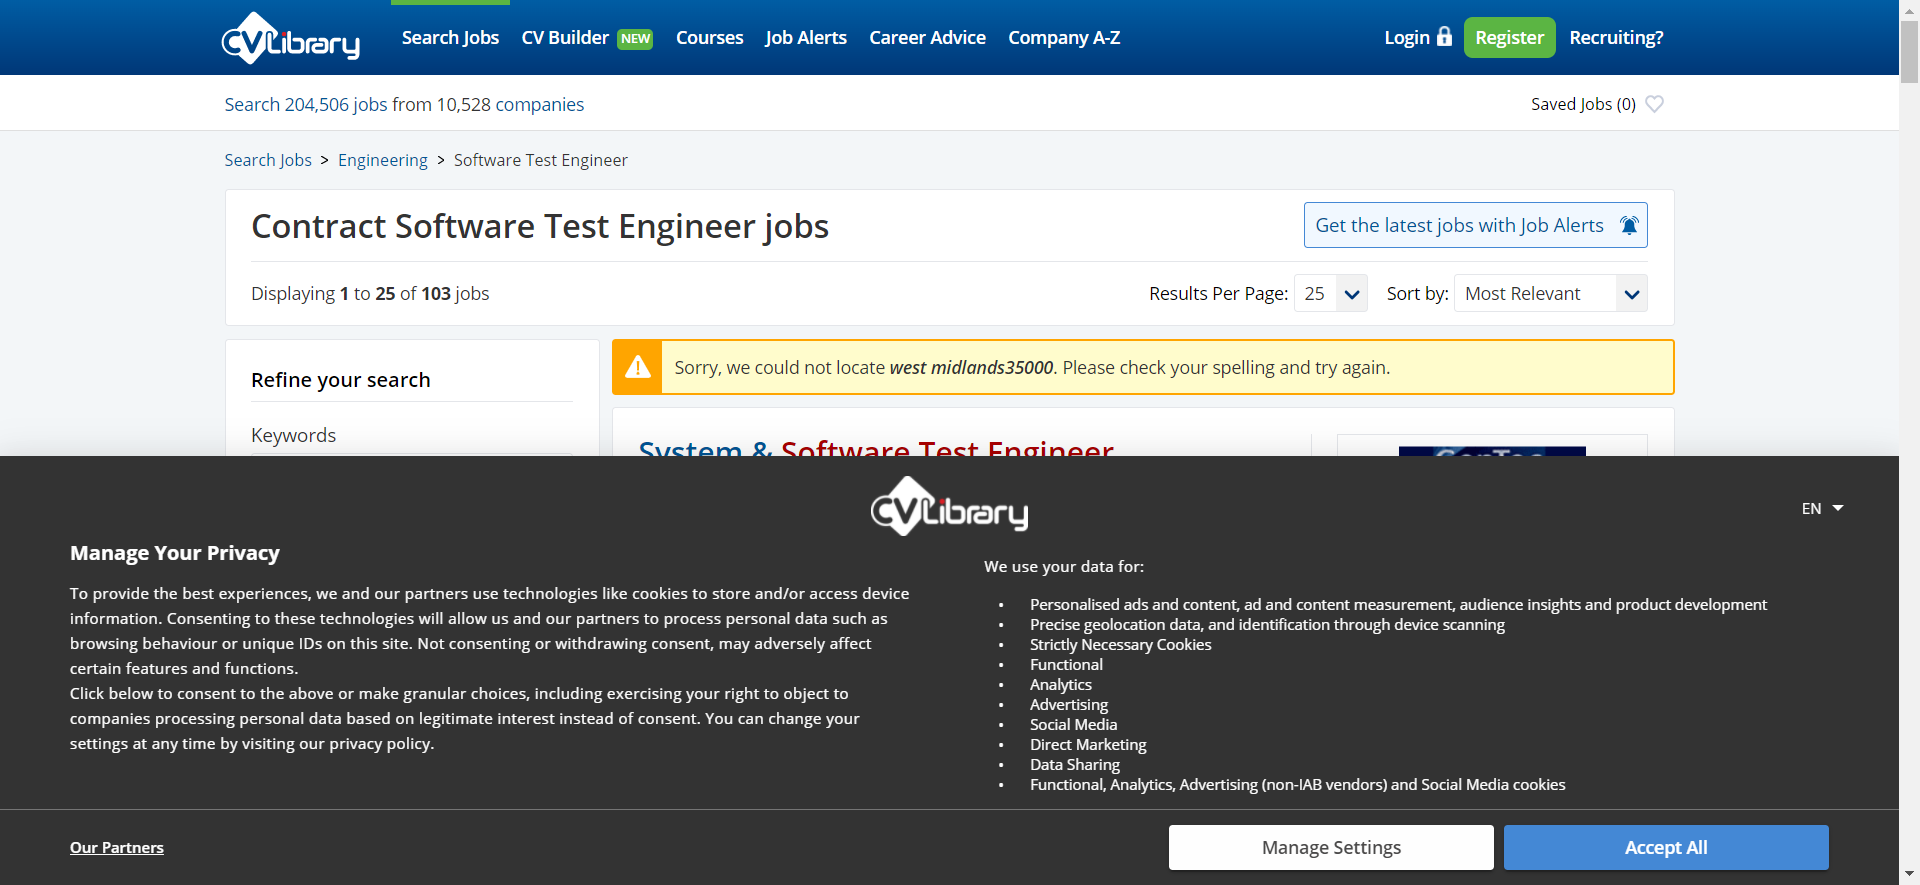 CVLibrary Search Jobs CV Builder NEW Courses Job Alerts Career Advice Company A-Z Login Register Recruiting?
Search 204,506 jobs from 10,528 companies Saved Jobs (0)
Search Jobs > Engineering > Software Test Engineer
Contract Software Test Engineer jobs Get the latest jobs with Job Alerts
Displaying 1 to 25 of 103 jobs Results Per Page: 25 Sort by: Most Relevant
Refine your search
Sorry, we could not locate west midlands35000. Please check your spelling and try again.
Keywords
System & Software Test Engineer
CVLibrary
EN
Manage Your Privacy
To provide the best experiences, we and our partners use technologies like cookies to store and/or access device
information. Consenting to these technologies will allow us and our partners to process personal data such as
browsing behaviour or unique IDs on this site. Not consenting or withdrawing consent, may adversely affect
certain features and functions.
Click below to consent to the above or make granular choices, including exercising your right to object to
companies processing personal data based on legitimate interest instead of consent. You can change your
settings at any time by visiting our privacy policy.
We use your data for:
• Personalised ads and content, ad and content measurement, audience insights and product development
• Precise geolocation data, and identification through device scanning
• Strictly Necessary Cookies
• Functional
• Analytics
• Advertising
• Social Media
• Direct Marketing
• Data Sharing
• Functional, Analytics, Advertising (non-IAB vendors) and Social Media cookies
Our Partners Manage Settings Accept All